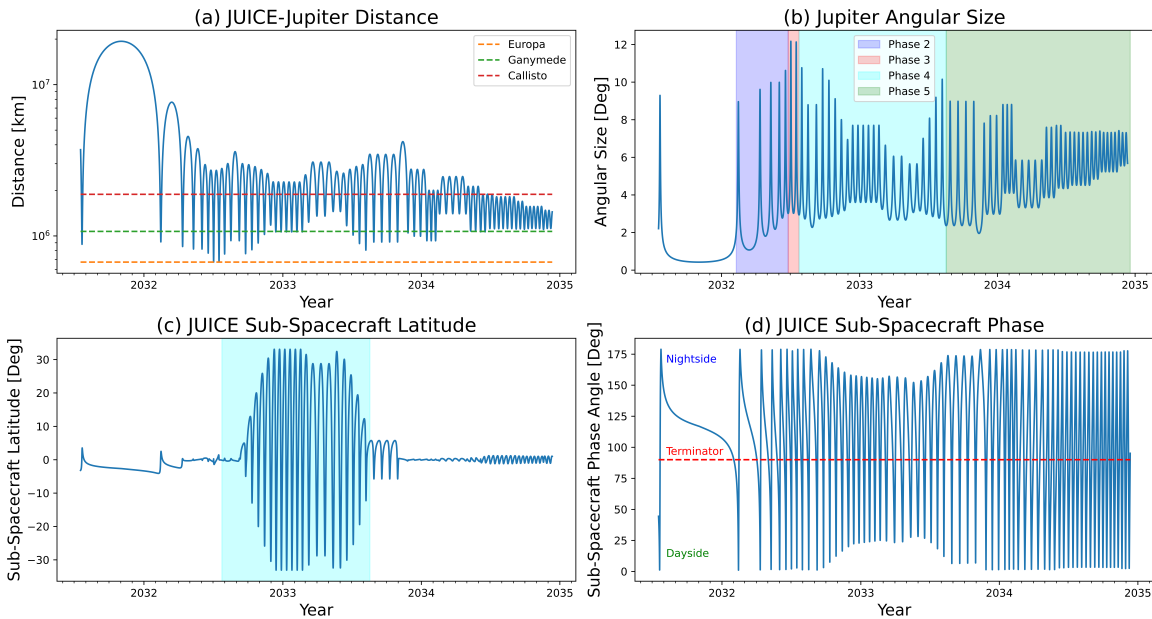 (a) JUICE-Jupiter Distance
Distance [km]
10^7
10^6
Europa
Ganymede
Callisto
2032
2033
2034
2035
Year
(b) Jupiter Angular Size
Angular Size [Deg]
12
10
8
6
4
2
0
Phase 2
Phase 3
Phase 4
Phase 5
2032
2033
2034
2035
Year
(c) JUICE Sub-Spacecraft Latitude
Sub-Spacecraft Latitude [Deg]
30
20
10
0
−10
−20
−30
2032
2033
2034
2035
Year
(d) JUICE Sub-Spacecraft Phase
Sub-Spacecraft Phase Angle [Deg]
175
150
125
100
75
50
25
0
Nightside
Terminator
Dayside
2032
2033
2034
2035
Year